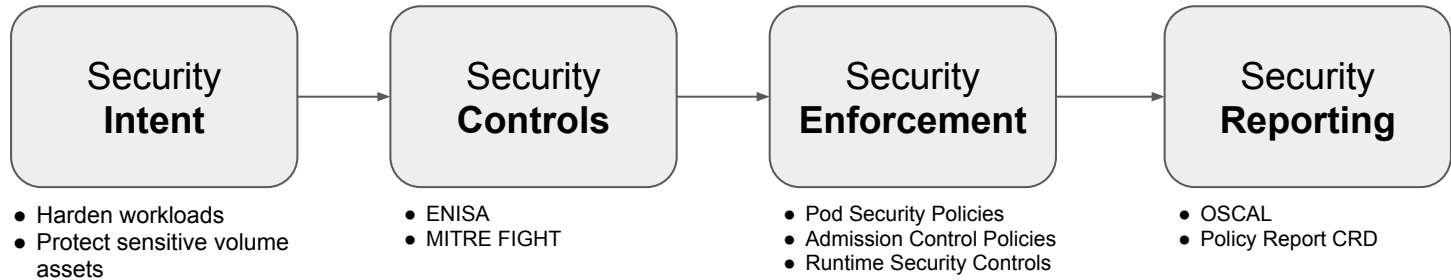 Security
Intent
Security
Controls
Security
Enforcement
Security
Reporting
● Harden workloads
● Protect sensitive volume
assets
● ENISA
● MITRE FIGHT
● Pod Security Policies
● Admission Control Policies
● Runtime Security Controls
● OSCAL
● Policy Report CRD